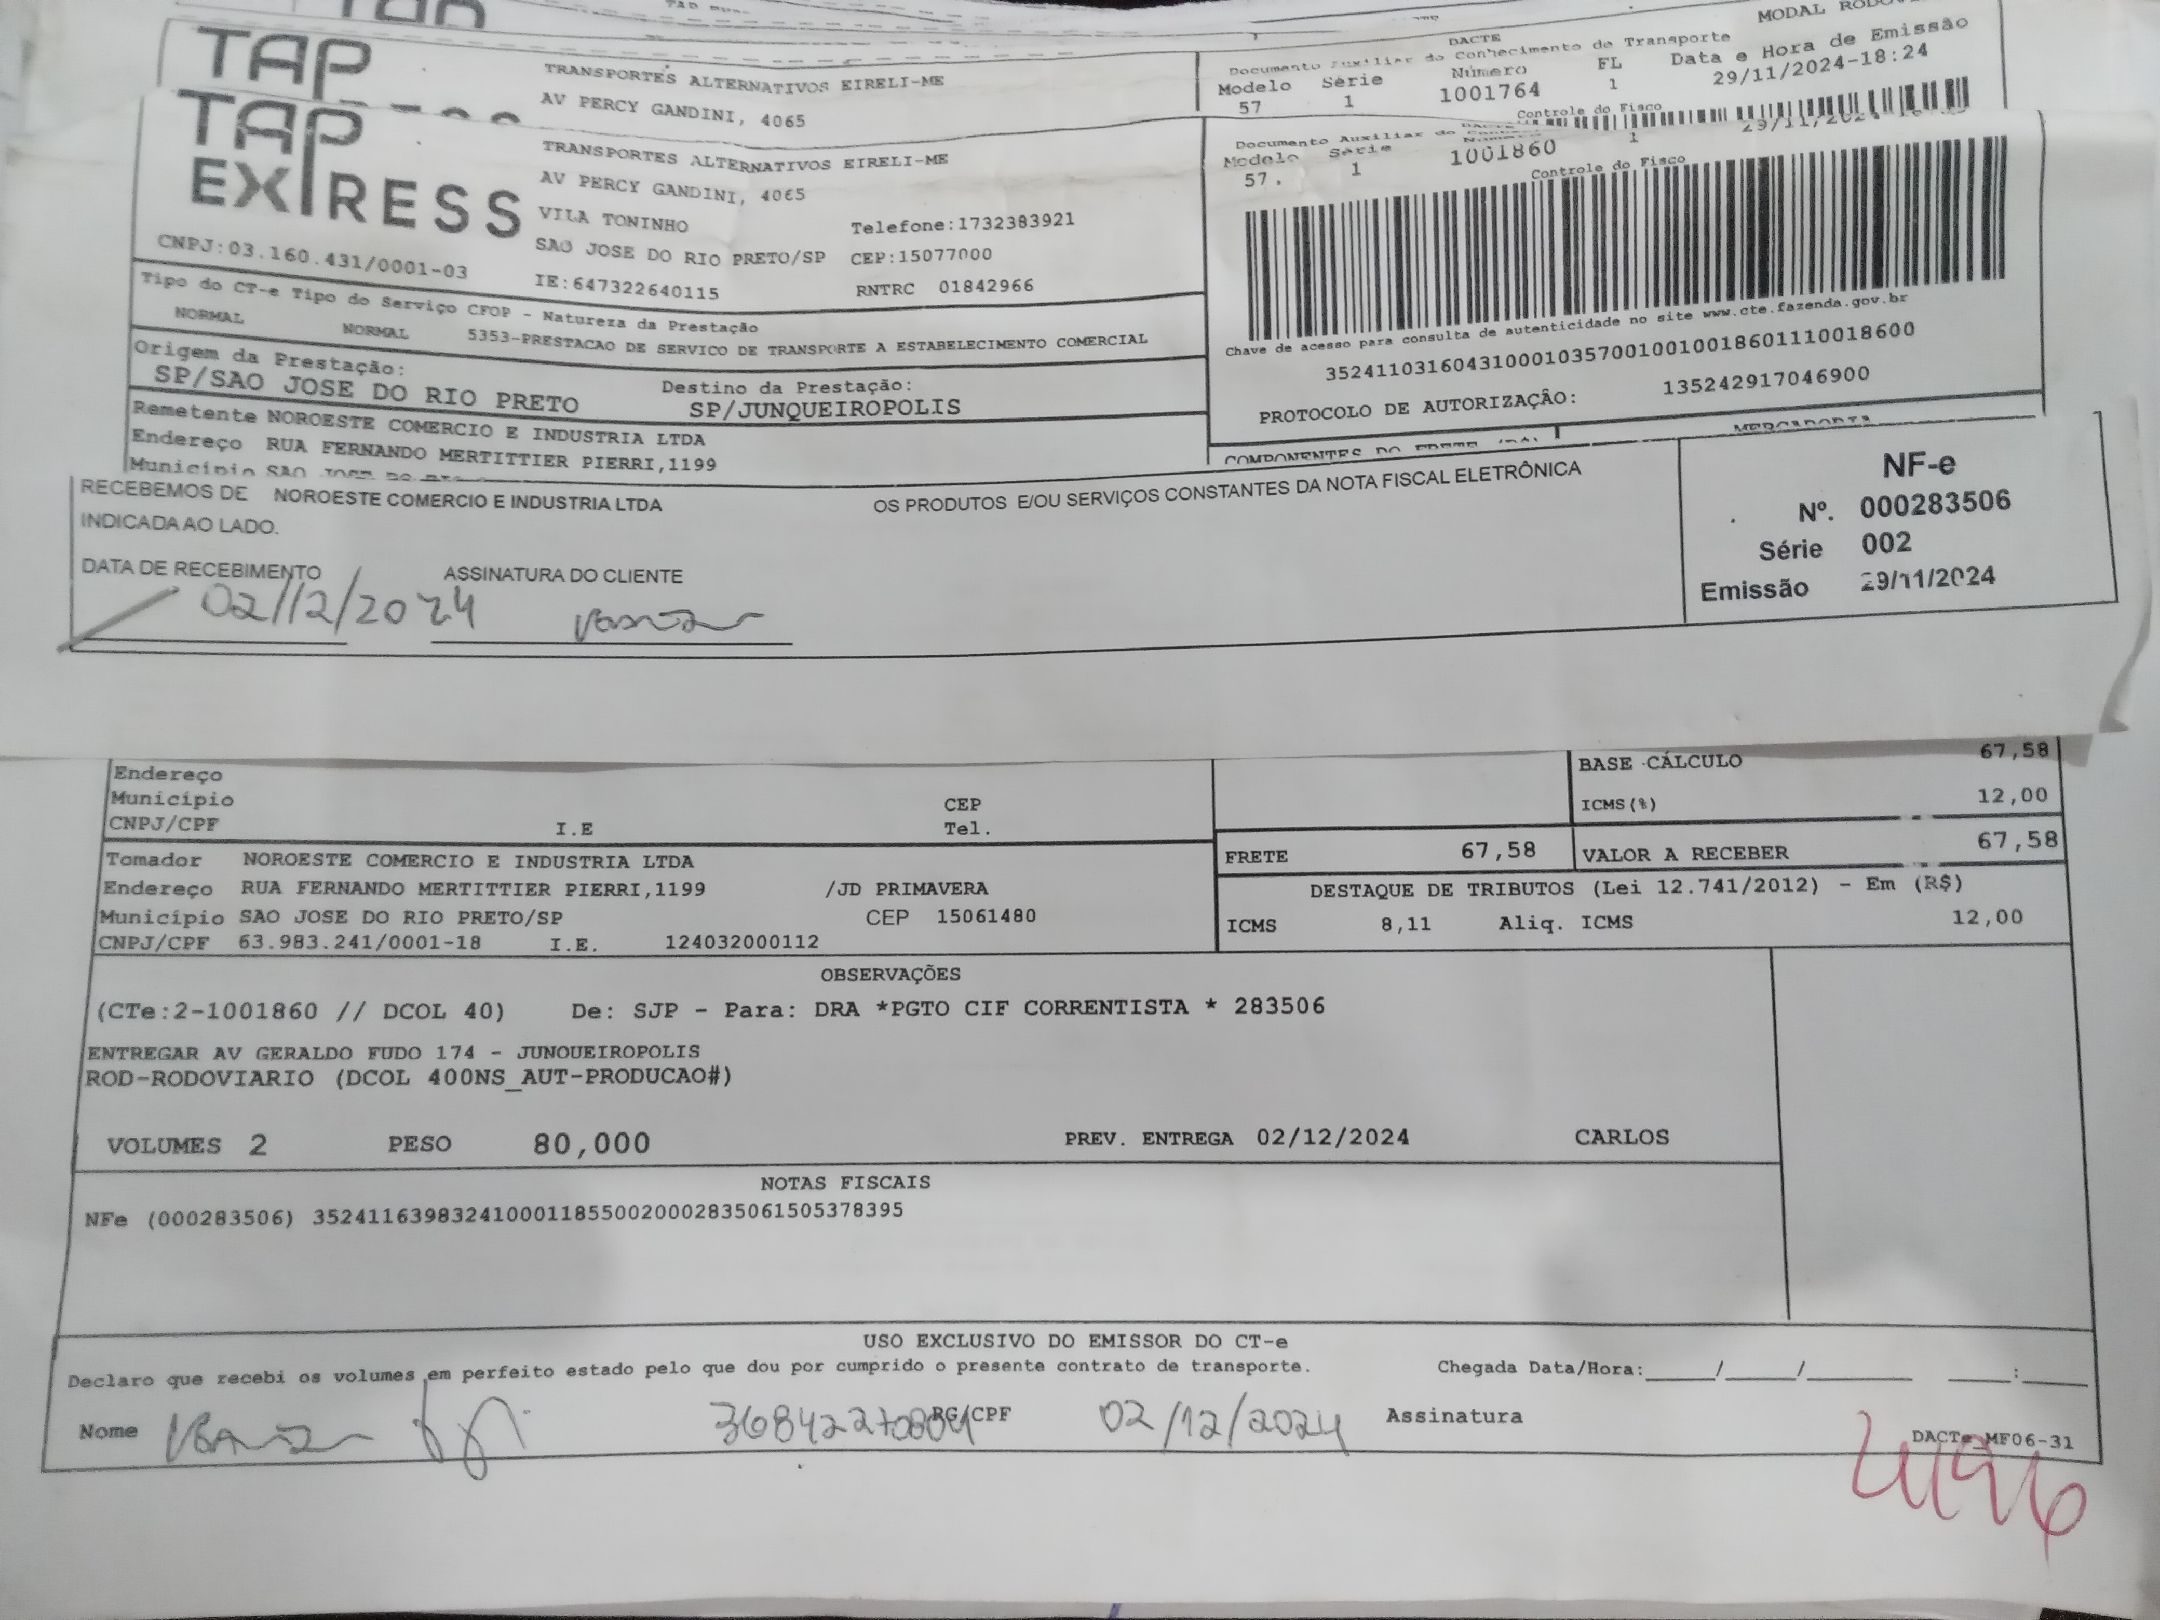 TAP
TRANSPORTES ALTERNATIVOS EIRELI-ME
AV PERCY GANDINI, 4065
DACTE
Documento Auxiliar do Conhecimento de Transporte
Modelo Série Número FL Data e Hora de Emissão
57 1 1001764 1 29/11/2024-18:24
Controle do Fisco
TAP EXPRESS
TRANSPORTES ALTERNATIVOS EIRELI-ME
AV PERCY GANDINI, 4065
VILA TONINHO Telefone:1732383921
SAO JOSE DO RIO PRETO/SP CEP:15077000
CNPJ:03.160.431/0001-03 IE:647322640115 RNTRC 01842966
Modelo Série
57 1 1001860 1
Controle do Fisco
Chave de acesso para consulta de autenticidade no site www.cte.fazenda.gov.br
35241103160431000103570010010018601110018600
PROTOCOLO DE AUTORIZAÇÃO: 135242917046900
Tipo do CT-e Tipo do Serviço CFOP - Natureza da Prestação
NORMAL NORMAL 5353-PRESTACAO DE SERVICO DE TRANSPORTE A ESTABELECIMENTO COMERCIAL
Origem da Prestação: Destino da Prestação:
SP/SAO JOSE DO RIO PRETO SP/JUNQUEIROPOLIS
Remetente NOROESTE COMERCIO E INDUSTRIA LTDA
Endereço RUA FERNANDO MERTITTIER PIERRI,1199
Município SAO JOSE DO
COMPONENTES DO FRETE MERCADORIA
RECEBEMOS DE NOROESTE COMERCIO E INDUSTRIA LTDA OS PRODUTOS E/OU SERVIÇOS CONSTANTES DA NOTA FISCAL ELETRÔNICA
INDICADA AO LADO.
DATA DE RECEBIMENTO ASSINATURA DO CLIENTE
02/12/2024
NF-e
Nº. 000283506
Série 002
Emissão 29/11/2024
Endereço
Município CEP
CNPJ/CPF I.E Tel.
BASE CÁLCULO 67,58
ICMS(%) 12,00
FRETE 67,58 VALOR A RECEBER 67,58
Tomador NOROESTE COMERCIO E INDUSTRIA LTDA
Endereço RUA FERNANDO MERTITTIER PIERRI,1199 /JD PRIMAVERA
Município SAO JOSE DO RIO PRETO/SP CEP 15061480
CNPJ/CPF 63.983.241/0001-18 I.E. 124032000112
DESTAQUE DE TRIBUTOS (Lei 12.741/2012) - Em (R$)
ICMS 8,11 Aliq. ICMS 12,00
OBSERVAÇÕES
(CTe:2-1001860 // DCOL 40) De: SJP - Para: DRA *PGTO CIF CORRENTISTA * 283506
ENTREGAR AV GERALDO FUDO 174 - JUNQUEIROPOLIS
ROD-RODOVIARIO (DCOL 400NS_AUT-PRODUCAO#)
VOLUMES 2 PESO 80,000 PREV. ENTREGA 02/12/2024 CARLOS
NOTAS FISCAIS
NFe (000283506) 35241163983241000118550020002835061505378395
USO EXCLUSIVO DO EMISSOR DO CT-e
Declaro que recebi os volumes em perfeito estado pelo que dou por cumprido o presente contrato de transporte. Chegada Data/Hora:____/____/____ ____:____
Nome RG/CPF 02/12/2024 Assinatura
DACTe_MF06-31